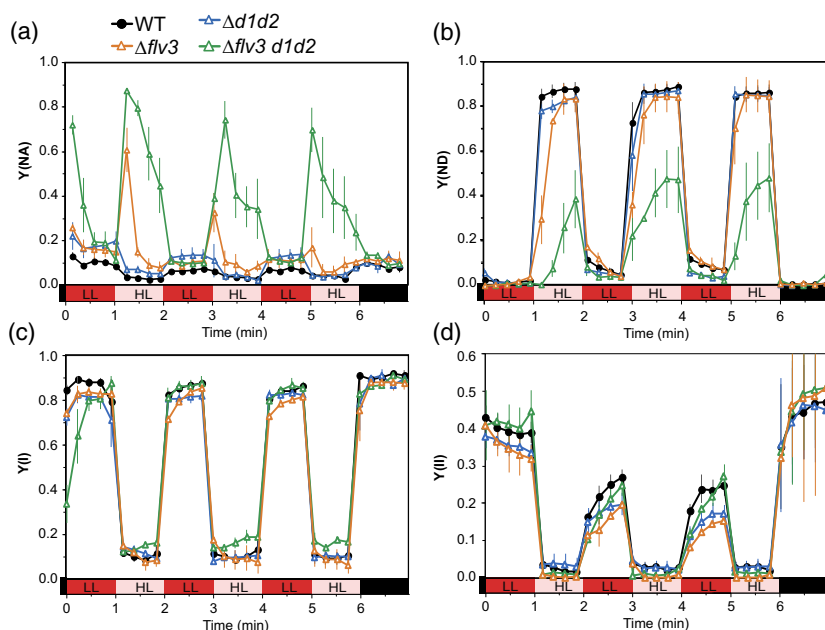 WT
Δd1d2
Δflv3
Δflv3 d1d2
(a)
Y(NA)
1.0
0.8
0.6
0.4
0.2
0.0
LL HL LL HL LL HL
0 1 2 3 4 5 6
Time (min)
(b)
Y(ND)
1.0
0.8
0.6
0.4
0.2
0.0
LL HL LL HL LL HL
0 1 2 3 4 5 6
Time (min)
(c)
Y(I)
1.0
0.8
0.6
0.4
0.2
0.0
LL HL LL HL LL HL
0 1 2 3 4 5 6
Time (min)
(d)
Y(II)
0.6
0.5
0.4
0.3
0.2
0.1
0.0
LL HL LL HL LL HL
0 1 2 3 4 5 6
Time (min)